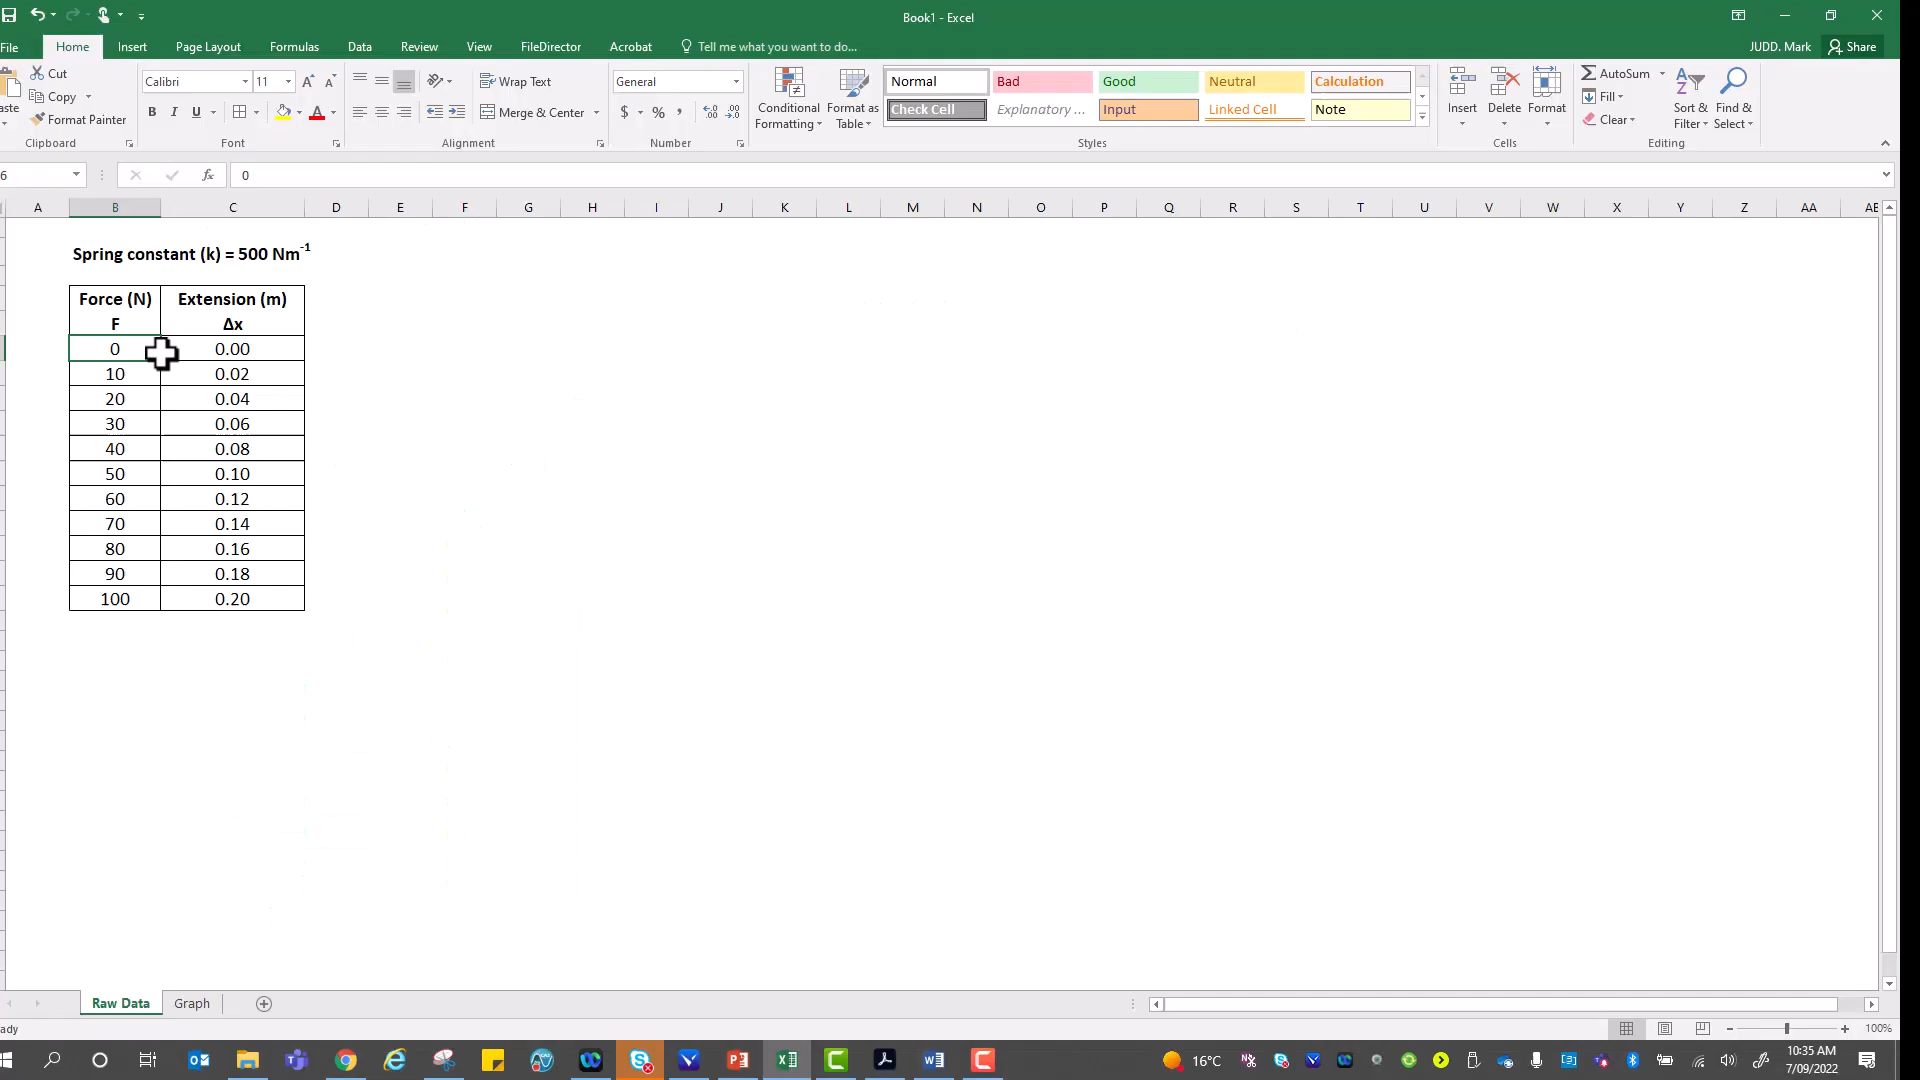 Book1 - Excel
File Home Insert Page Layout Formulas Data Review View FileDirector Acrobat Tell me what you want to do... JUDD. Mark Share
Cut
Copy
Format Painter
Clipboard
Calibri 11
B I U
Font
Wrap Text
Merge & Center
Alignment
General
$ % ,
Number
Conditional Formatting
Format as Table
Normal Bad Good Neutral Calculation
Check Cell Explanatory ... Input Linked Cell Note
Styles
Insert Delete Format
Cells
AutoSum
Fill
Clear
Sort & Filter
Find & Select
Editing
6 fx 0
A B C D E F G H I J K L M N O P Q R S T U V W X Y Z AA AB
Spring constant (k) = 500 Nm⁻¹
Force (N) Extension (m)
F Δx
0 0.00
10 0.02
20 0.04
30 0.06
40 0.08
50 0.10
60 0.12
70 0.14
80 0.16
90 0.18
100 0.20
Raw Data Graph
ady 100%
16°C
10:35 AM
7/09/2022